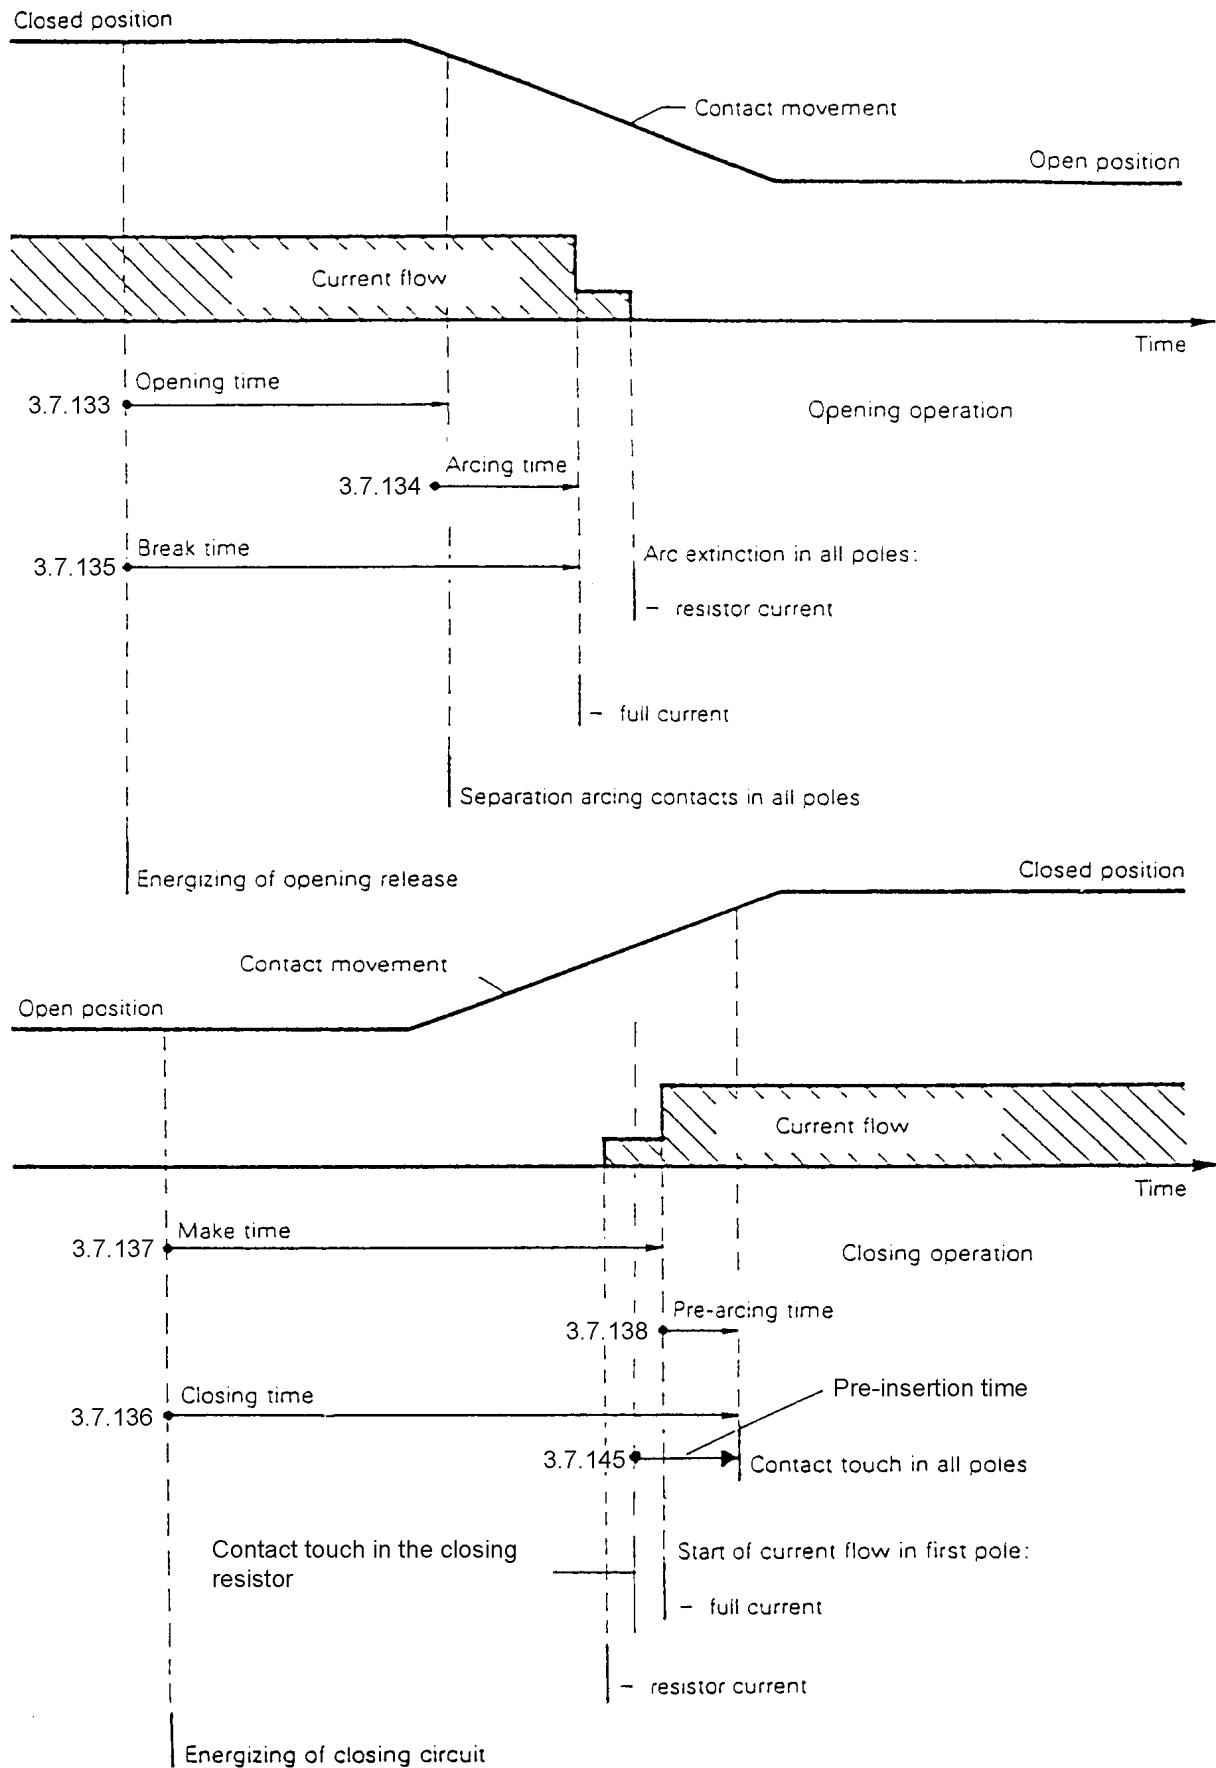 Closed position
Contact movement
Open position
Current flow
Time
Opening time
3.7.133
Opening operation
Arcing time
3.7.134
Break time
3.7.135
Arc extinction in all poles:
– resistor current
– full current
Separation arcing contacts in all poles
Energizing of opening release
Closed position
Contact movement
Open position
Current flow
Time
Make time
3.7.137
Closing operation
Pre-arcing time
3.7.138
Closing time
Pre-insertion time
3.7.136
3.7.145
Contact touch in all poles
Contact touch in the closing
resistor
Start of current flow in first pole:
– full current
– resistor current
Energizing of closing circuit